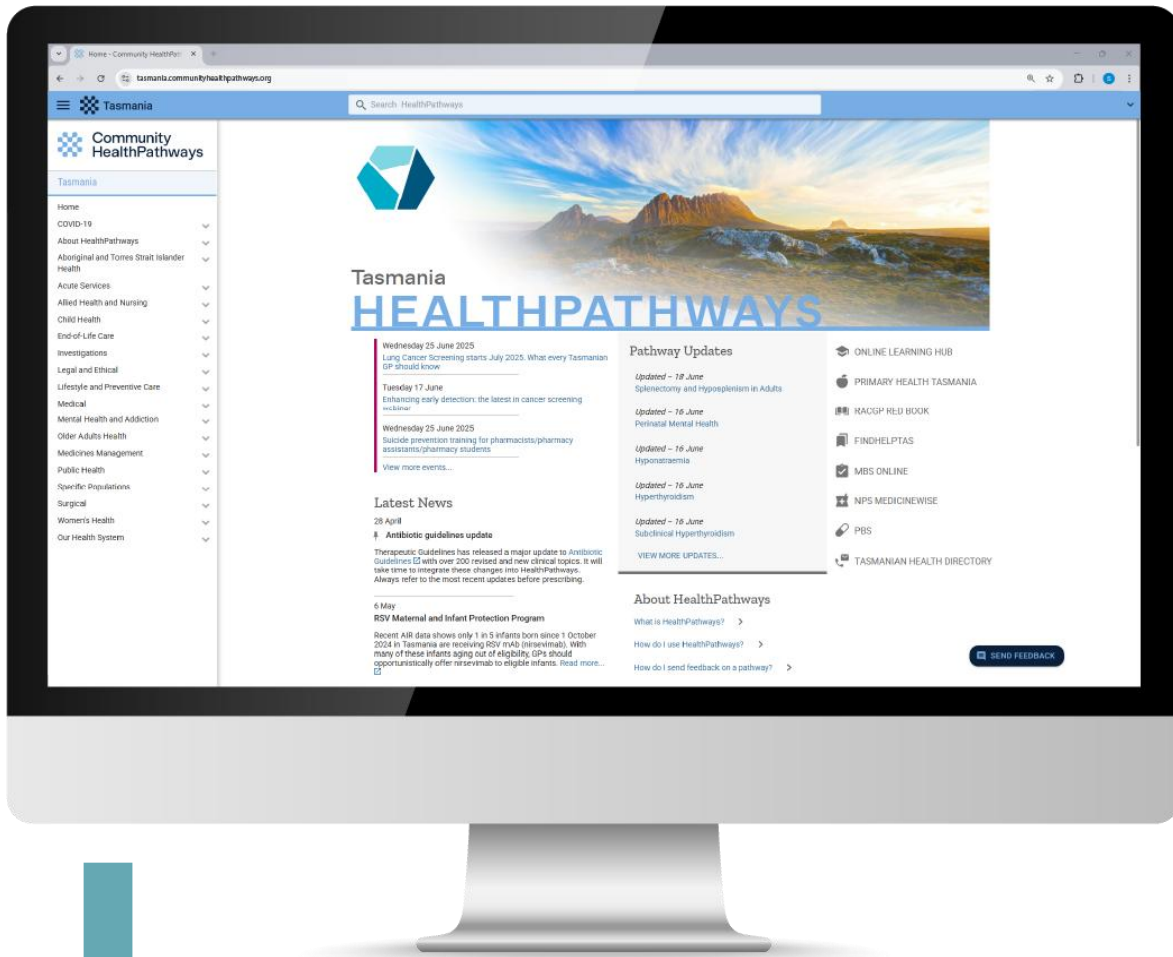 Home - Community HealthPat
tasmania.communityhealthpathways.org
S
Tasmania
Search HealthPathways
Community
HealthPathways
Tasmania
Home
COVID-19
About HealthPathways
Aboriginal and Torres Strait Islander
Health
Acute Services
Allied Health and Nursing
Child Health
End-of-Life Care
Investigations
Legal and Ethical
Lifestyle and Preventive Care
Medical
Mental Health and Addiction
Older Adults Health
Medicines Management
Public Health
Specific Populations
Surgical
Women's Health
Our Health System
Tasmania
HEALTHPATHWAYS
Wednesday 25 June 2025
Lung Cancer Screening starts July 2025. What every Tasmanian
GP should know
Tuesday 17 June
Enhancing early detection: the latest in cancer screening
webinar
Wednesday 25 June 2025
Suicide prevention training for pharmacists/pharmacy
assistants/pharmacy students
View more events...
Latest News
28 April
Antibiotic guidelines update
Therapeutic Guidelines has released a major update to Antibiotic
Guidelines with over 200 revised and new clinical topics. It will
take time to integrate these changes into HealthPathways.
Always refer to the most recent updates before prescribing.
6 May
RSV Maternal and Infant Protection Program
Recent AIR data shows only 1 in 5 infants born since 1 October
2024 in Tasmania are receiving RSV mAb (nirsevimab). With
many of these infants aging out of eligibility, GPs should
opportunistically offer nirsevimab to eligible infants. Read more...
Pathway Updates
Updated – 18 June
Splenectomy and Hyposplenism in Adults
Updated – 16 June
Perinatal Mental Health
Updated – 16 June
Hyponatraemia
Updated – 16 June
Hyperthyroidism
Updated – 16 June
Subclinical Hyperthyroidism
VIEW MORE UPDATES...
About HealthPathways
What is HealthPathways?
How do I use HealthPathways?
How do I send feedback on a pathway?
ONLINE LEARNING HUB
PRIMARY HEALTH TASMANIA
RACGP RED BOOK
FINDHELPTAS
MBS ONLINE
NPS MEDICINEWISE
PBS
TASMANIAN HEALTH DIRECTORY
SEND FEEDBACK